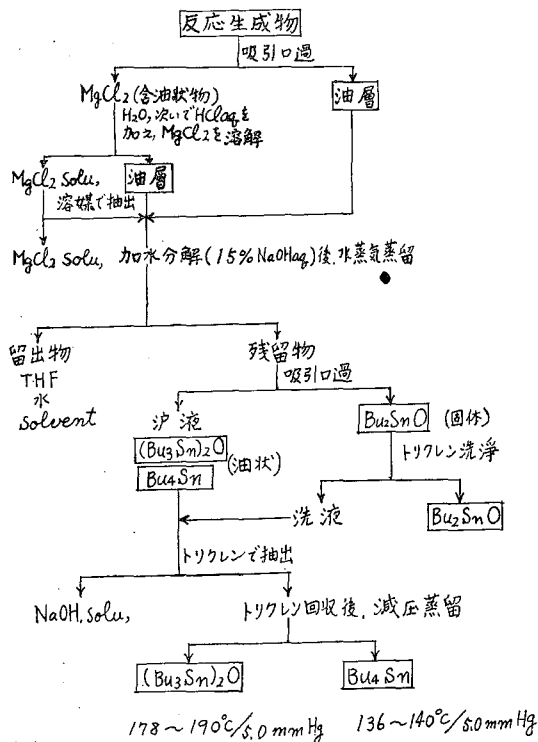 反応生成物
吸引口過
MgCl2 (含油状物)
油層
H2O, 次いでHClaqを
加え, MgCl2を溶解
MgCl2 solu,
油層
溶媒で抽出
MgCl2 solu, 加水分解(15%NaOHaq)後, 水蒸気蒸留
留出物
THF
水
solvent
残留物
吸引口過
沪液
(Bu3Sn)2O
Bu4Sn
(油状)
Bu2SnO (固体)
トリクレン洗浄
洗液
Bu2SnO
トリクレンで抽出
NaOH, solu,
トリクレン回収後, 減圧蒸留
(Bu3Sn)2O
Bu4Sn
178~190℃/5.0mmHg
136~140℃/5.0mmHg